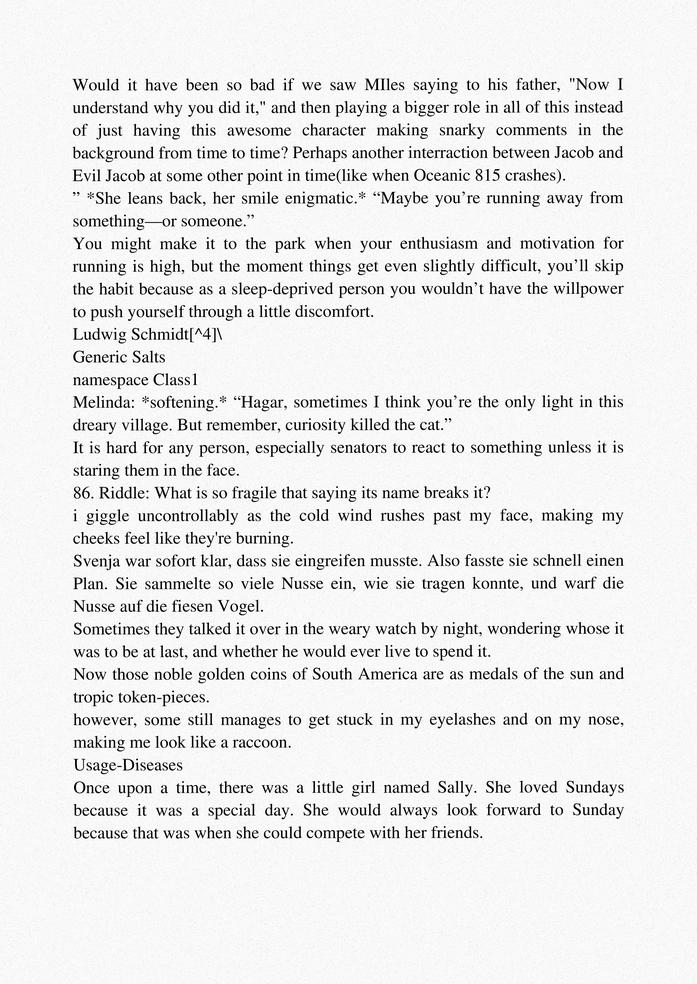 Would it have been so bad if we saw MIles saying to his father, "Now I
understand why you did it," and then playing a bigger role in all of this instead
of just having this awesome character making snarky comments in the
background from time to time? Perhaps another interraction between Jacob and
Evil Jacob at some other point in time(like when Oceanic 815 crashes).
” *She leans back, her smile enigmatic.* “Maybe you’re running away from
something—or someone.”
You might make it to the park when your enthusiasm and motivation for
running is high, but the moment things get even slightly difficult, you’ll skip
the habit because as a sleep-deprived person you wouldn’t have the willpower
to push yourself through a little discomfort.
Ludwig Schmidt[^4]\
Generic Salts
namespace Class1
Melinda: *softening.* “Hagar, sometimes I think you’re the only light in this
dreary village. But remember, curiosity killed the cat.”
It is hard for any person, especially senators to react to something unless it is
staring them in the face.
86. Riddle: What is so fragile that saying its name breaks it?
i giggle uncontrollably as the cold wind rushes past my face, making my
cheeks feel like they're burning.
Svenja war sofort klar, dass sie eingreifen musste. Also fasste sie schnell einen
Plan. Sie sammelte so viele Nusse ein, wie sie tragen konnte, und warf die
Nusse auf die fiesen Vogel.
Sometimes they talked it over in the weary watch by night, wondering whose it
was to be at last, and whether he would ever live to spend it.
Now those noble golden coins of South America are as medals of the sun and
tropic token-pieces.
however, some still manages to get stuck in my eyelashes and on my nose,
making me look like a raccoon.
Usage-Diseases
Once upon a time, there was a little girl named Sally. She loved Sundays
because it was a special day. She would always look forward to Sunday
because that was when she could compete with her friends.